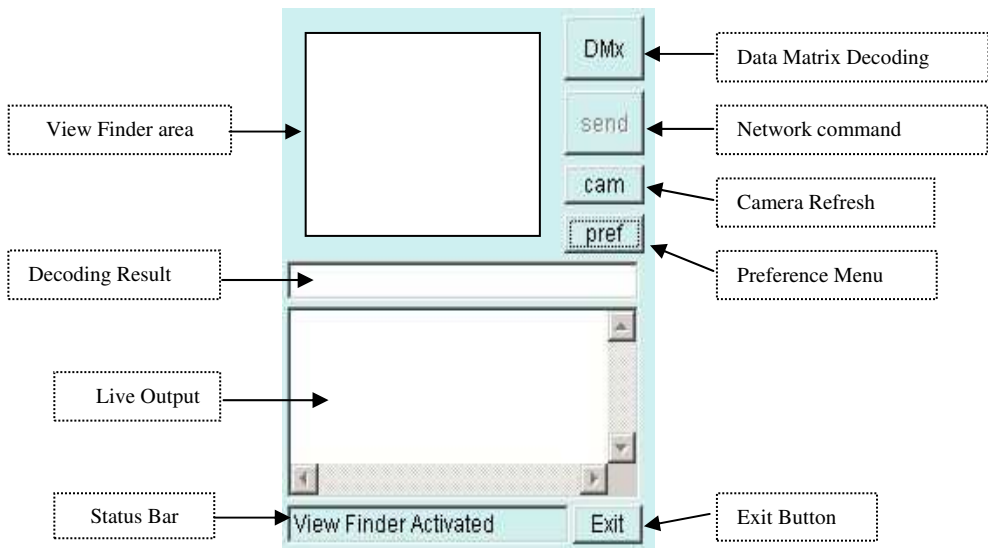 DMx
Data Matrix Decoding
View Finder area
send
Network command
cam
Camera Refresh
pref
Decoding Result
Preference Menu
Live Output
Status Bar
View Finder Activated
Exit
Exit Button